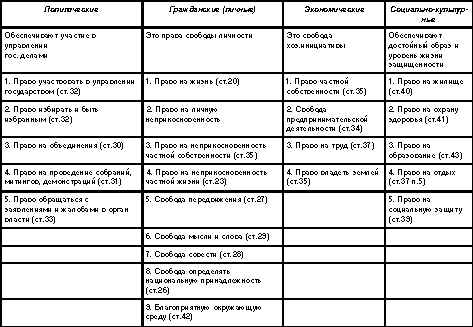 Политические
Гражданские (личные)
Экономические
Социально-культур-
ные
Обеспечивают участие в
управлении
гос. делами
Это права свободы личности
Это свобода
хоз.инициативы
Обеспечивают
достойный образ и
уровень жизни
защищенности
1. Право участвовать в управлении
государством (ст.32)
1. Право на жизнь (ст.20)
1. Право частной
собственности (ст.35)
1. Право на жилище
(ст.40)
2. Право избирать и быть
избранным (ст.32)
2. Право на личную
неприкосновенность
2. Свобода
предпринимательской
деятельности (ст.34)
2. Право на охрану
здоровья (ст.41)
3. Право на объединения (ст.30)
3. Право на неприкосновенность
частной собственности (ст.35)
3. Право на труд (ст.37)
3. Право на
образование (ст.43)
4. Право на проведение собраний,
митингов, демонстраций (ст.31)
4. Право на неприкосновенность
частной жизни (ст.23)
4. Право владеть землей
(ст.35)
4. Право на отдых
(ст.37 п.5)
5. Право обращаться с
заявлениями и жалобами в орган
власти (ст.33)
5. Свобода передвижения (ст.27)
5. Право на
социальную защиту
(ст.39)
6. Свобода мысли и слова (ст.29)
7. Свобода совести (ст.28)
8. Свобода определять
национальную принадлежность
(ст.26)
9. Благоприятную окружающую
среду (ст.42)